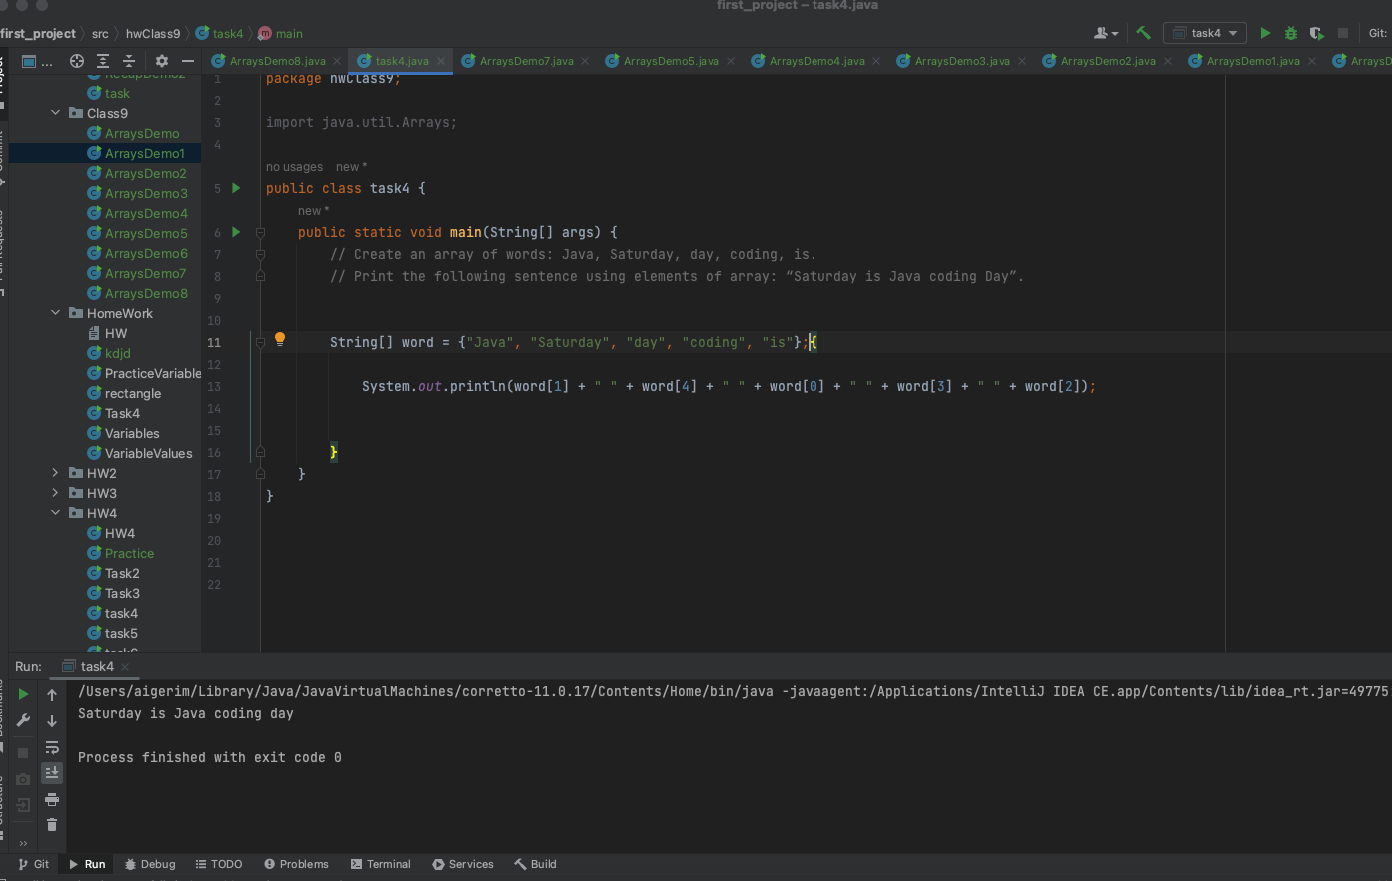 first_project – task4.java
first_project src hwClass9 task4 main
task4 Git:
ArraysDemo8.java task4.java ArraysDemo7.java ArraysDemo5.java ArraysDemo4.java ArraysDemo3.java ArraysDemo2.java ArraysDemo1.java ArraysD
...
task
Class9
ArraysDemo
ArraysDemo1
ArraysDemo2
ArraysDemo3
ArraysDemo4
ArraysDemo5
ArraysDemo6
ArraysDemo7
ArraysDemo8
HomeWork
HW
kdjd
PracticeVariable
rectangle
Task4
Variables
VariableValues
HW2
HW3
HW4
HW4
Practice
Task2
Task3
task4
task5
1 package hwClass9;
2
3 import java.util.Arrays;
4
no usages new *
5 public class task4 {
new *
6 public static void main(String[] args) {
7 // Create an array of words: Java, Saturday, day, coding, is.
8 // Print the following sentence using elements of array: “Saturday is Java coding Day”.
9
10
11 String[] word = {"Java", "Saturday", "day", "coding", "is"};{
12
13 System.out.println(word[1] + " " + word[4] + " " + word[0] + " " + word[3] + " " + word[2]);
14
15
16 }
17 }
18 }
19
20
21
22
Run: task4
/Users/aigerim/Library/Java/JavaVirtualMachines/corretto-11.0.17/Contents/Home/bin/java -javaagent:/Applications/IntelliJ IDEA CE.app/Contents/lib/idea_rt.jar=49775
Saturday is Java coding day
Process finished with exit code 0
Git Run Debug TODO Problems Terminal Services Build